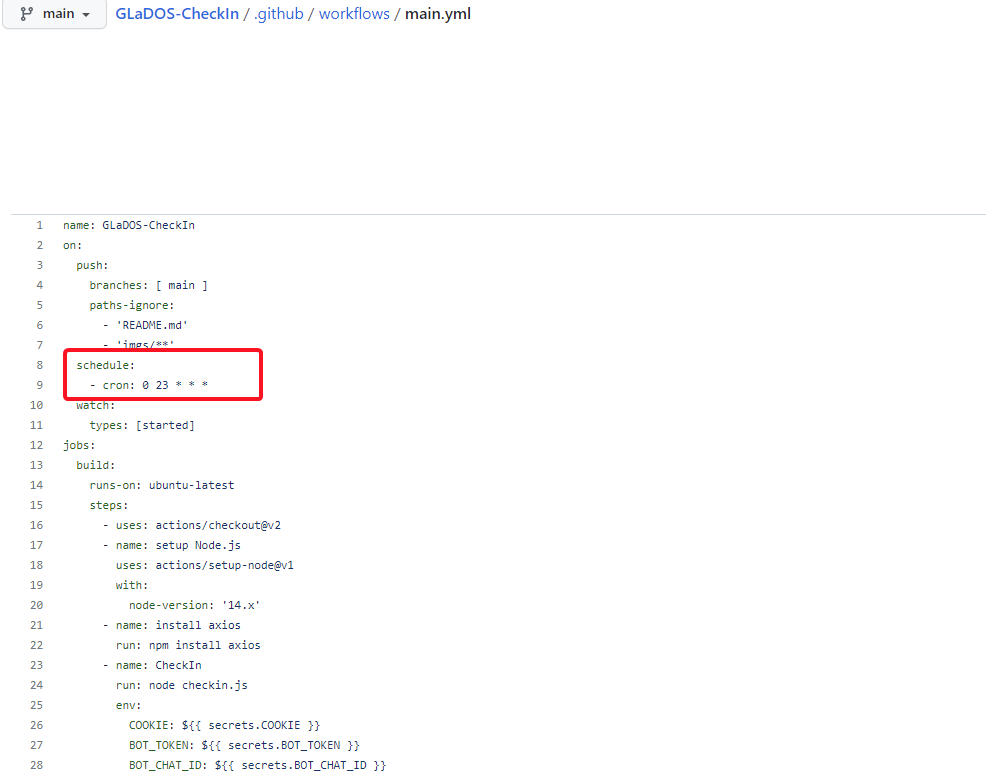 main GLaDOS-CheckIn / .github / workflows / main.yml
1 name: GLaDOS-CheckIn
2 on:
3 push:
4 branches: [ main ]
5 paths-ignore:
6 - 'README.md'
7 - 'imgs/**'
8 schedule:
9 - cron: 0 23 * * *
10 watch:
11 types: [started]
12 jobs:
13 build:
14 runs-on: ubuntu-latest
15 steps:
16 - uses: actions/checkout@v2
17 - name: setup Node.js
18 uses: actions/setup-node@v1
19 with:
20 node-version: '14.x'
21 - name: install axios
22 run: npm install axios
23 - name: CheckIn
24 run: node checkin.js
25 env:
26 COOKIE: ${{ secrets.COOKIE }}
27 BOT_TOKEN: ${{ secrets.BOT_TOKEN }}
28 BOT_CHAT_ID: ${{ secrets.BOT_CHAT_ID }}